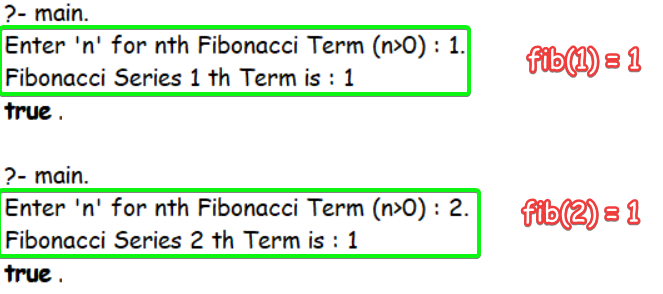 ?- main.
Enter 'n' for nth Fibonacci Term (n>0) : 1.
Fibonacci Series 1 th Term is : 1
fib(1) = 1
true .
?- main.
Enter 'n' for nth Fibonacci Term (n>0) : 2.
Fibonacci Series 2 th Term is : 1
fib(2) = 1
true .